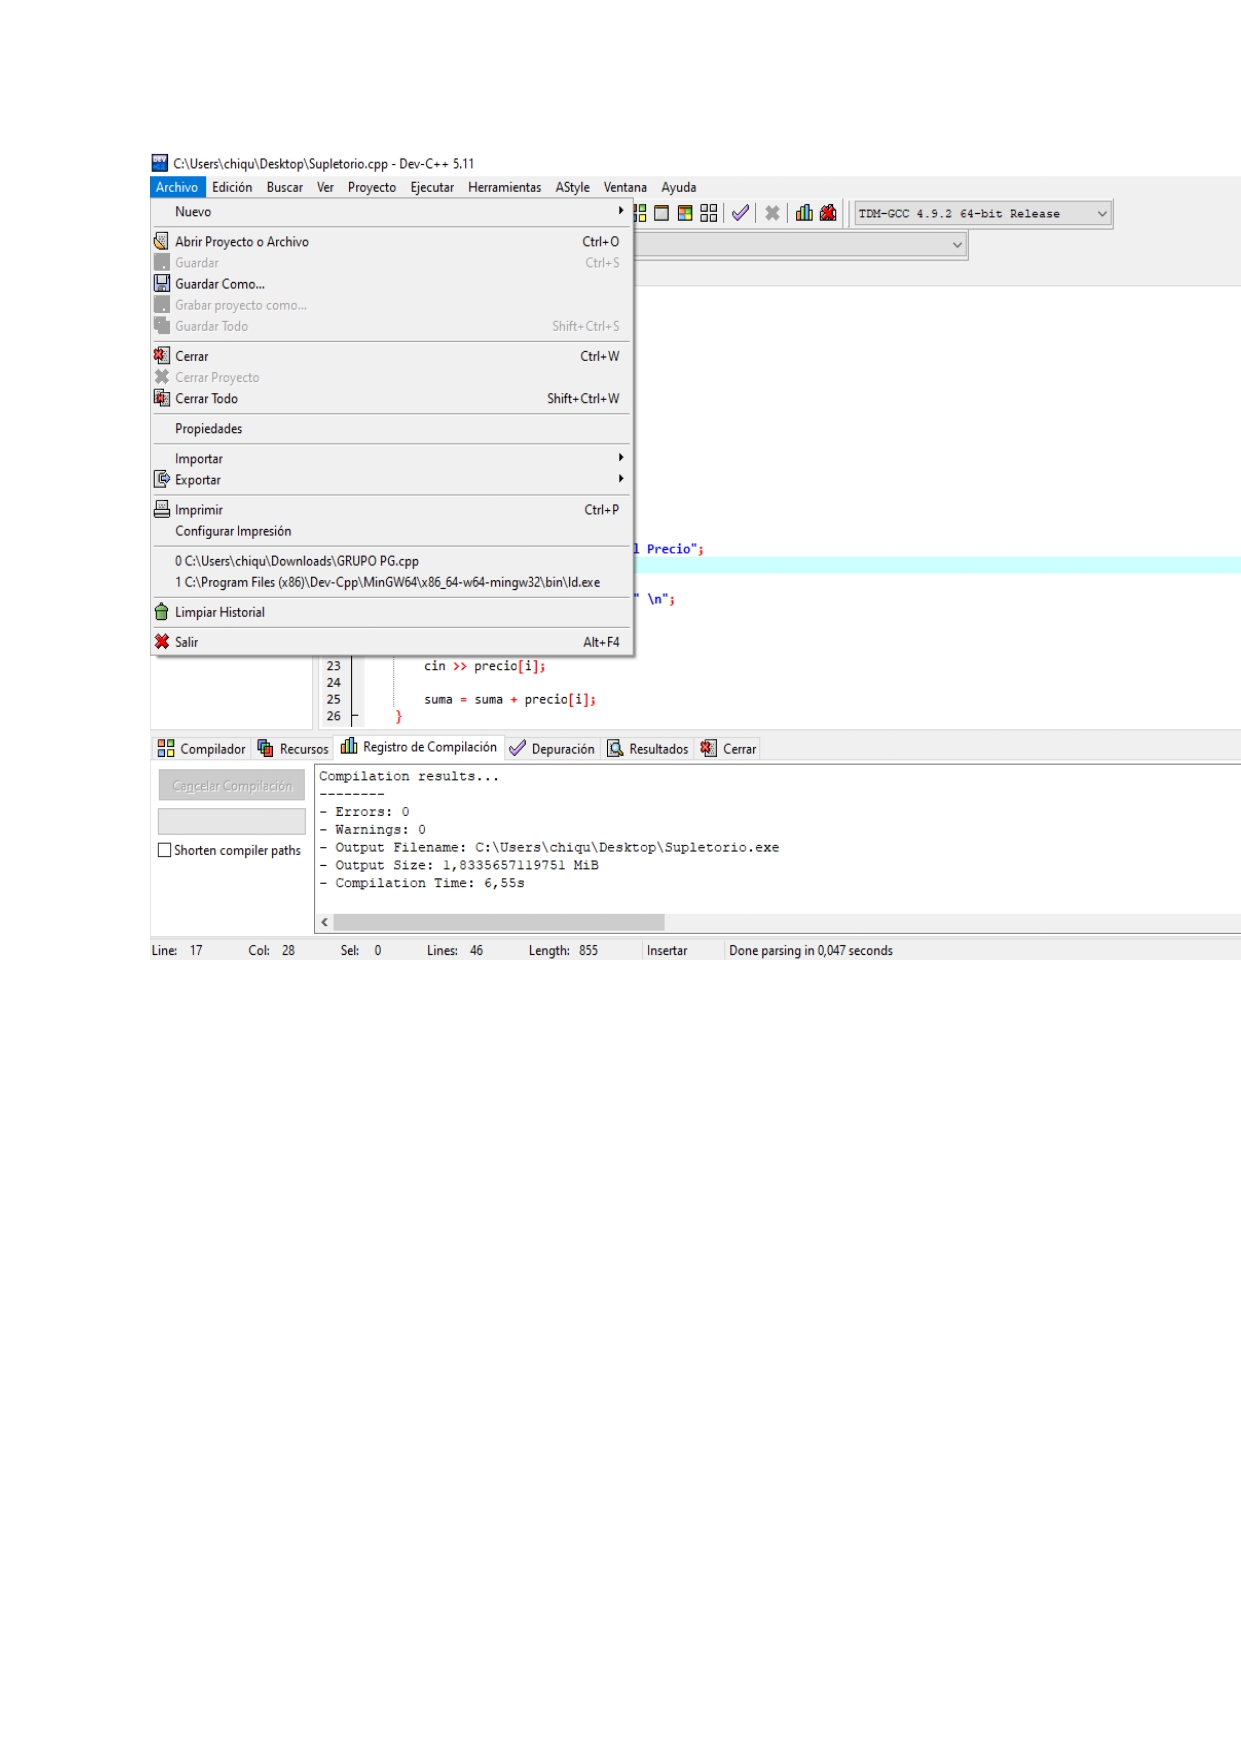 C:\Users\chiqu\Desktop\Supletorio.cpp - Dev-C++ 5.11
Archivo Edición Buscar Ver Proyecto Ejecutar Herramientas AStyle Ventana Ayuda
Nuevo
TDM-GCC 4.9.2 64-bit Release
Abrir Proyecto o Archivo Ctrl+O
Guardar Ctrl+S
Guardar Como...
Grabar proyecto como...
Guardar Todo Shift+Ctrl+S
Cerrar Ctrl+W
Cerrar Proyecto
Cerrar Todo Shift+Ctrl+W
Propiedades
Importar
Exportar
Imprimir Ctrl+P
Configurar Impresión
l Precio";
0 C:\Users\chiqu\Downloads\GRUPO PG.cpp
1 C:\Program Files (x86)\Dev-Cpp\MinGW64\x86_64-w64-mingw32\bin\ld.exe
" \n";
Limpiar Historial
Salir Alt+F4
23 cin >> precio[i];
24
25 suma = suma + precio[i];
26 }
Compilador Recursos Registro de Compilación Depuración Resultados Cerrar
Cancelar Compilación
Shorten compiler paths
Compilation results...
--------
- Errors: 0
- Warnings: 0
- Output Filename: C:\Users\chiqu\Desktop\Supletorio.exe
- Output Size: 1,8335657119751 MiB
- Compilation Time: 6,55s
Line: 17 Col: 28 Sel: 0 Lines: 46 Length: 855 Insertar Done parsing in 0,047 seconds